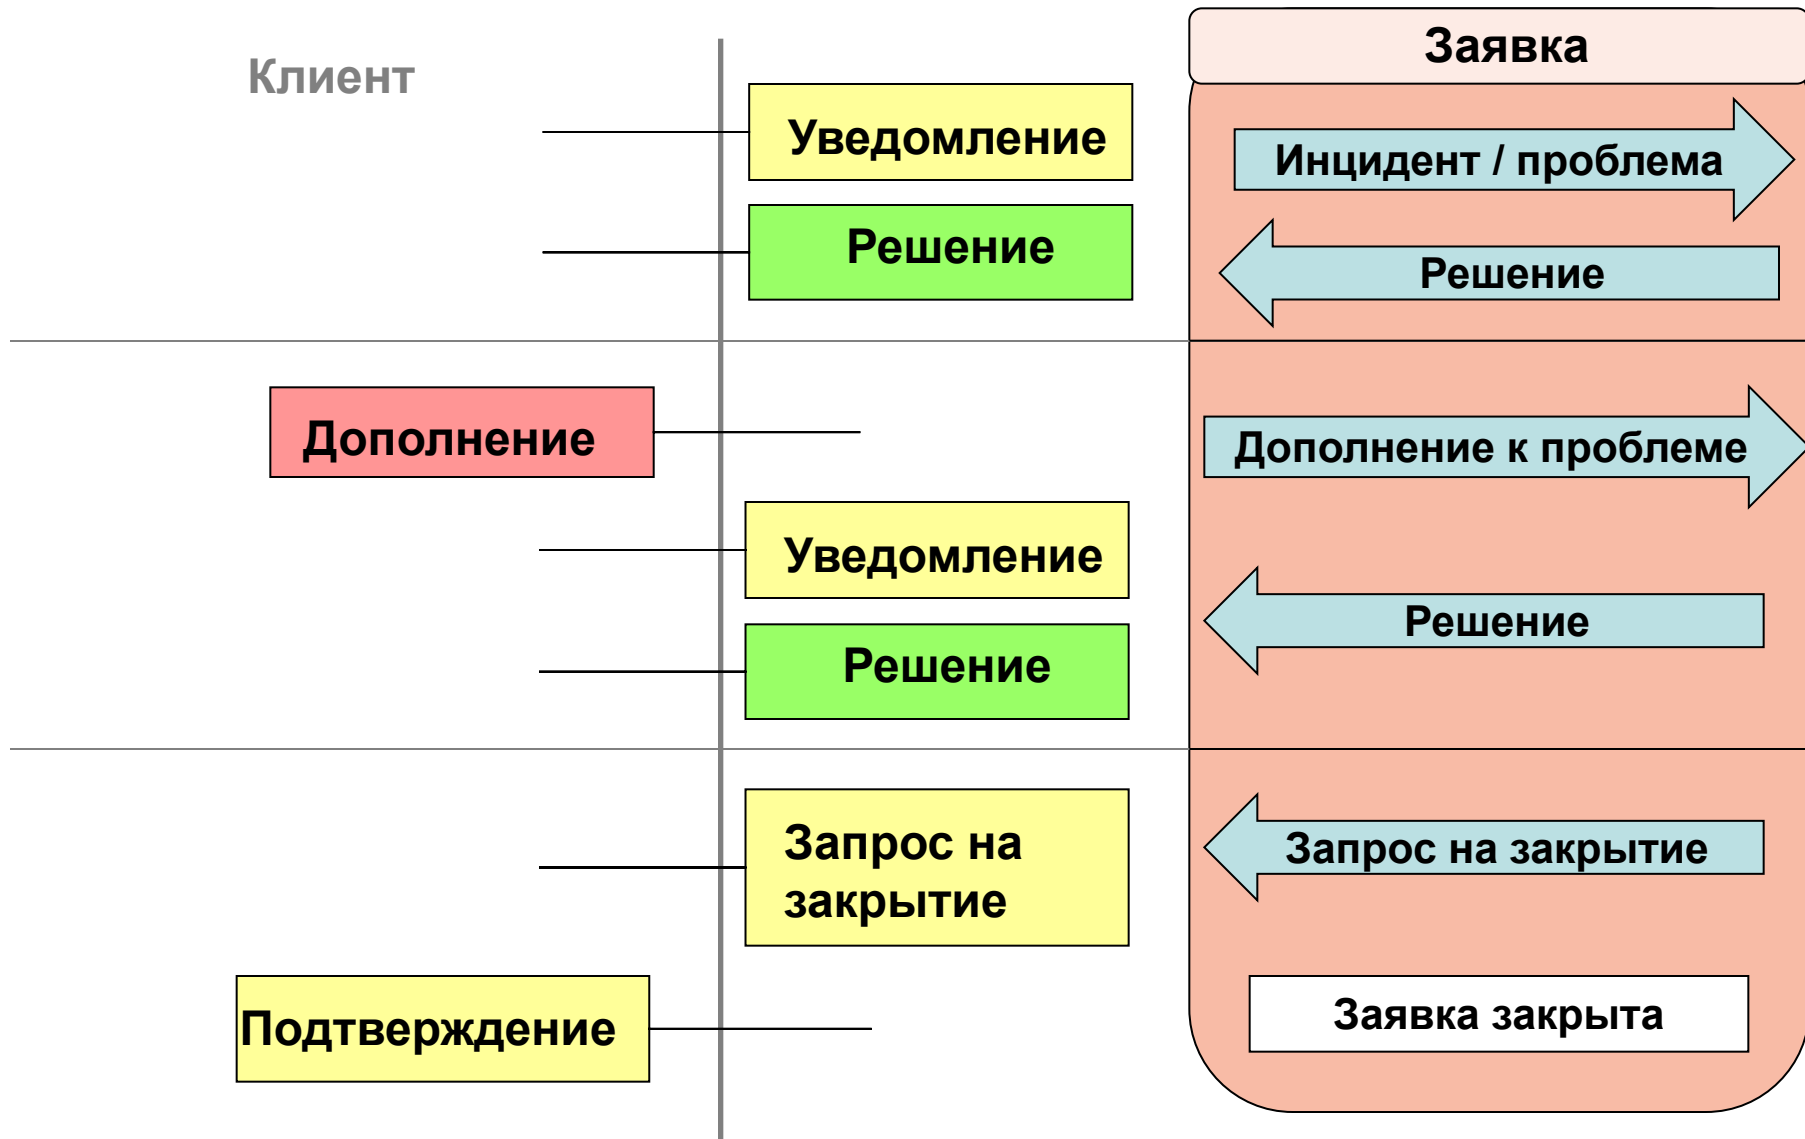 Клиент
Заявка
Уведомление
Инцидент / проблема
Решение
Решение
Дополнение
Дополнение к проблеме
Уведомление
Решение
Решение
Запрос на
закрытие
Запрос на закрытие
Подтверждение
Заявка закрыта